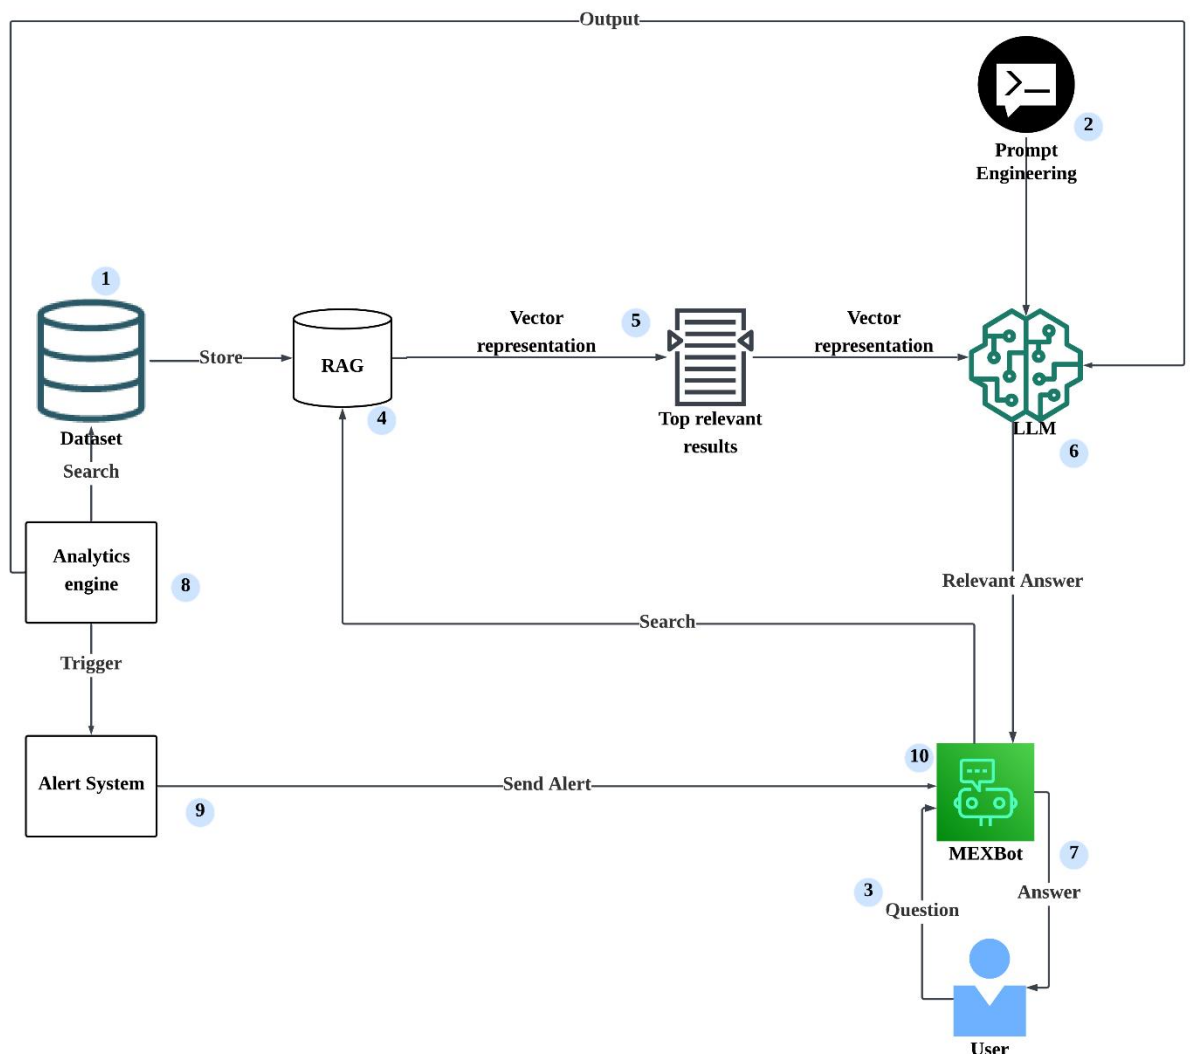 Output
2
Prompt
Engineering
1
Dataset
Store
RAG
4
Vector
representation
5
Top relevant
results
Vector
representation
LLM
6
Search
Analytics
engine
8
Relevant Answer
Search
Trigger
Alert System
9
Send Alert
10
MEXBot
7
Answer
3
Question
User